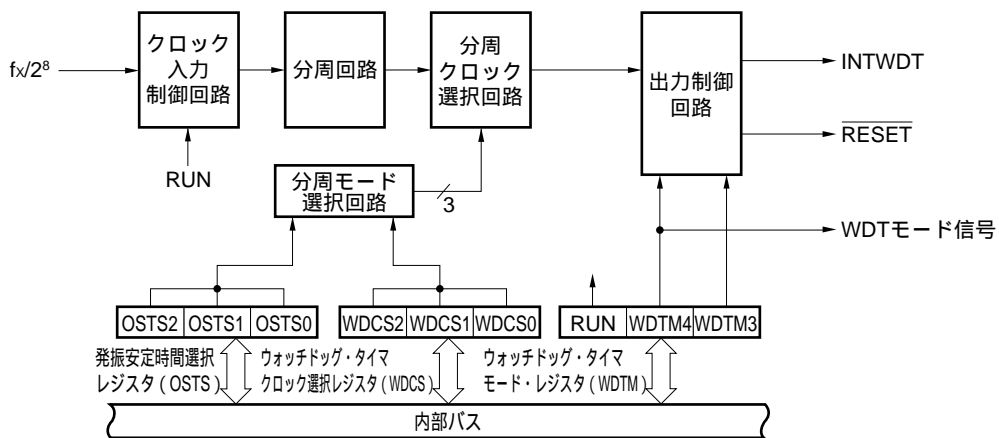 fX/2⁸
クロック
入力
制御回路
分周回路
分周
クロック
選択回路
出力制御
回路
INTWDT
RESET
RUN
分周モード
選択回路
3
WDTモード信号
OSTS2 OSTS1 OSTS0
WDCS2 WDCS1 WDCS0
RUN WDTM4 WDTM3
発振安定時間選択
レジスタ(OSTS)
ウォッチドッグ・タイマ
クロック選択レジスタ(WDCS)
ウォッチドッグ・タイマ
モード・レジスタ(WDTM)
内部バス